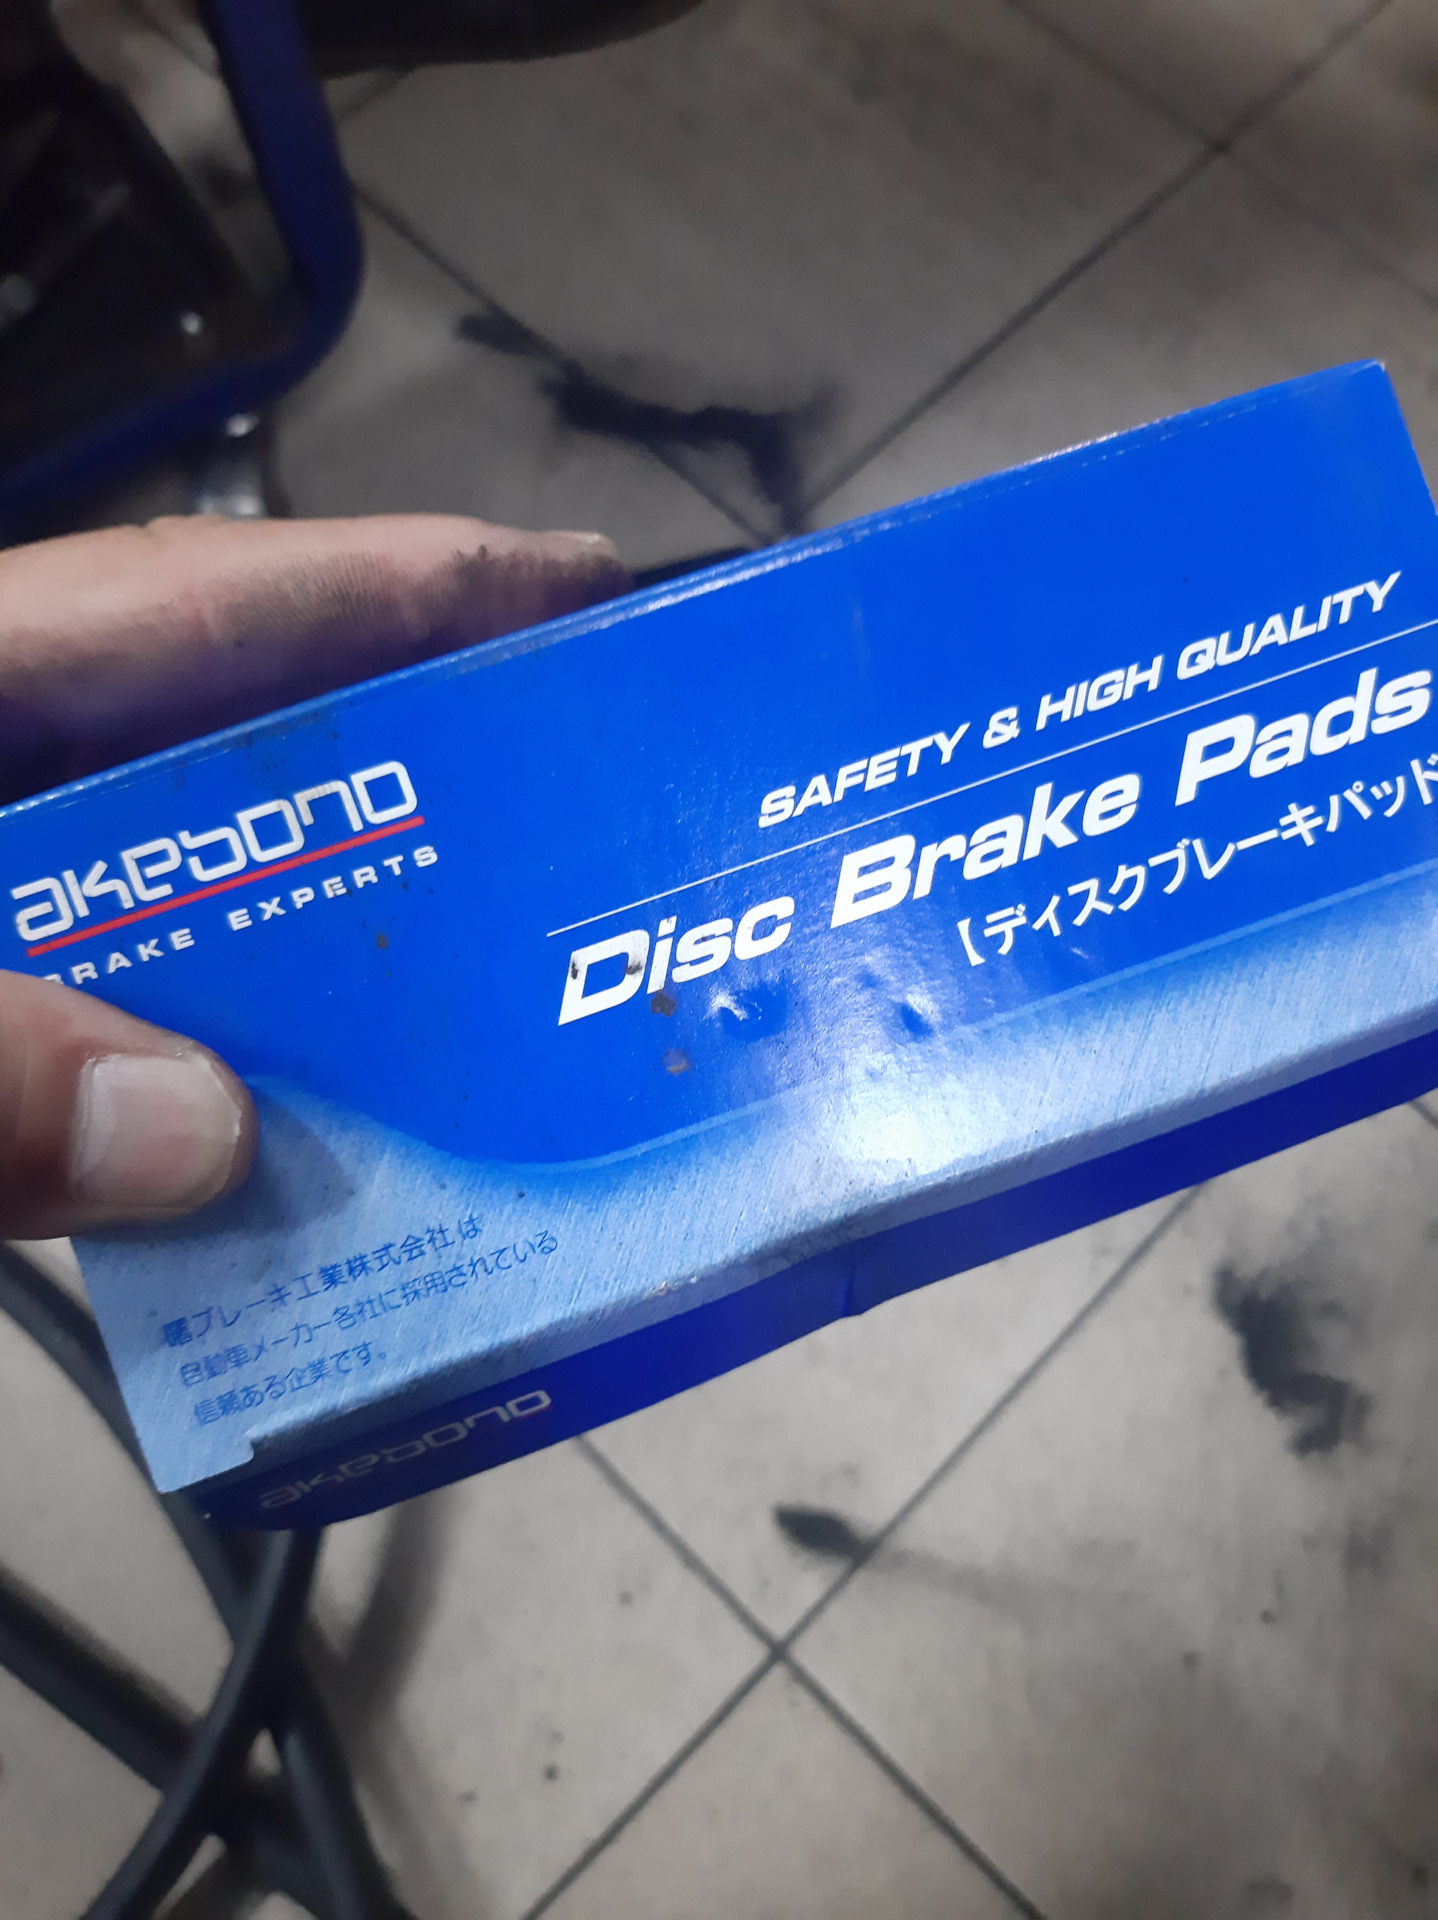 akebono
BRAKE EXPERTS
SAFETY & HIGH QUALITY
Disc Brake Pads
【ディスクブレーキパッド
曙ブレーキ工業株式会社は
自動車メーカー各社に採用されている
信頼ある企業です。
akebono